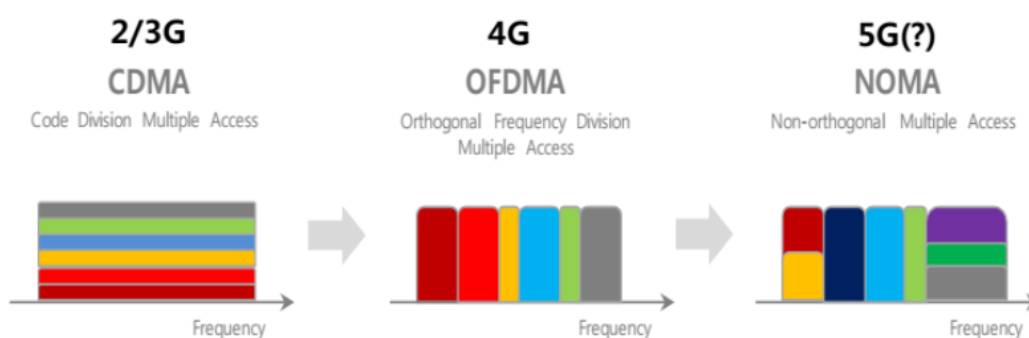 2/3G
CDMA
Code Division Multiple Access
Frequency
4G
OFDMA
Orthogonal Frequency Division
Multiple Access
Frequency
5G(?)
NOMA
Non-orthogonal Multiple Access
Frequency